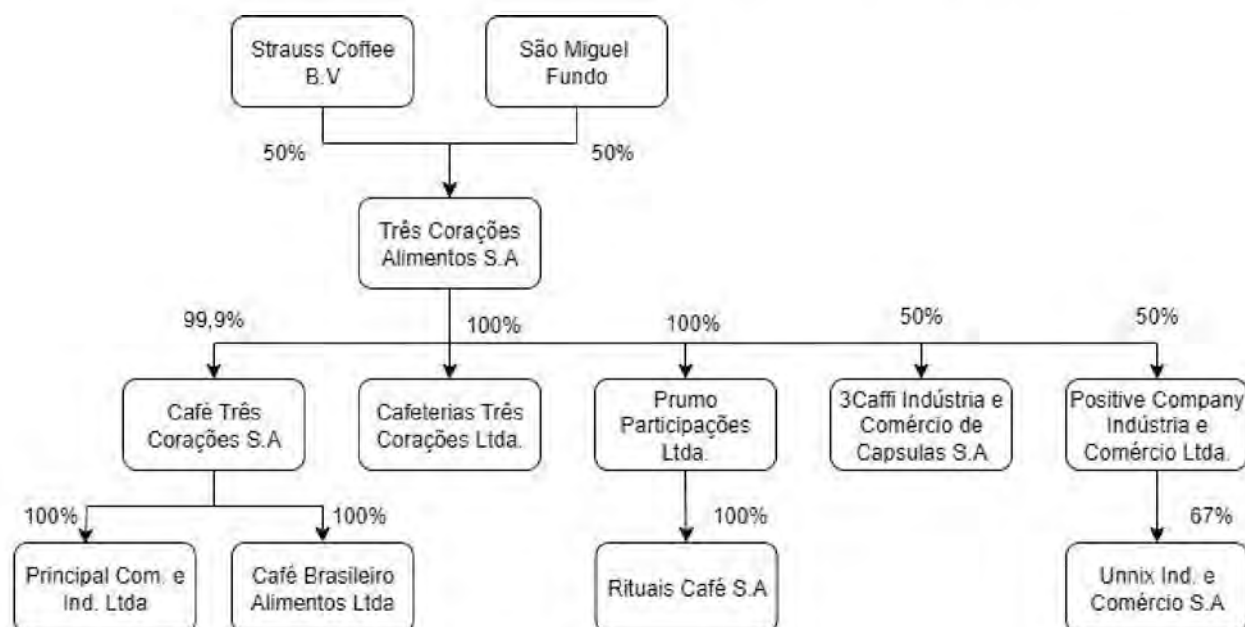 Strauss Coffee
B.V
São Miguel
Fundo
50%
50%
Três Corações
Alimentos S.A
99,9%
100%
100%
50%
50%
Café Três
Corações S.A
Cafeterias Três
Corações Ltda.
Prumo
Participações
Ltda.
3Caffi Indústria e
Comércio de
Capsulas S.A
Positive Company
Indústria e
Comércio Ltda.
100%
100%
100%
67%
Principal Com. e
Ind. Ltda
Café Brasileiro
Alimentos Ltda
Rituais Café S.A
Unnix Ind. e
Comércio S.A